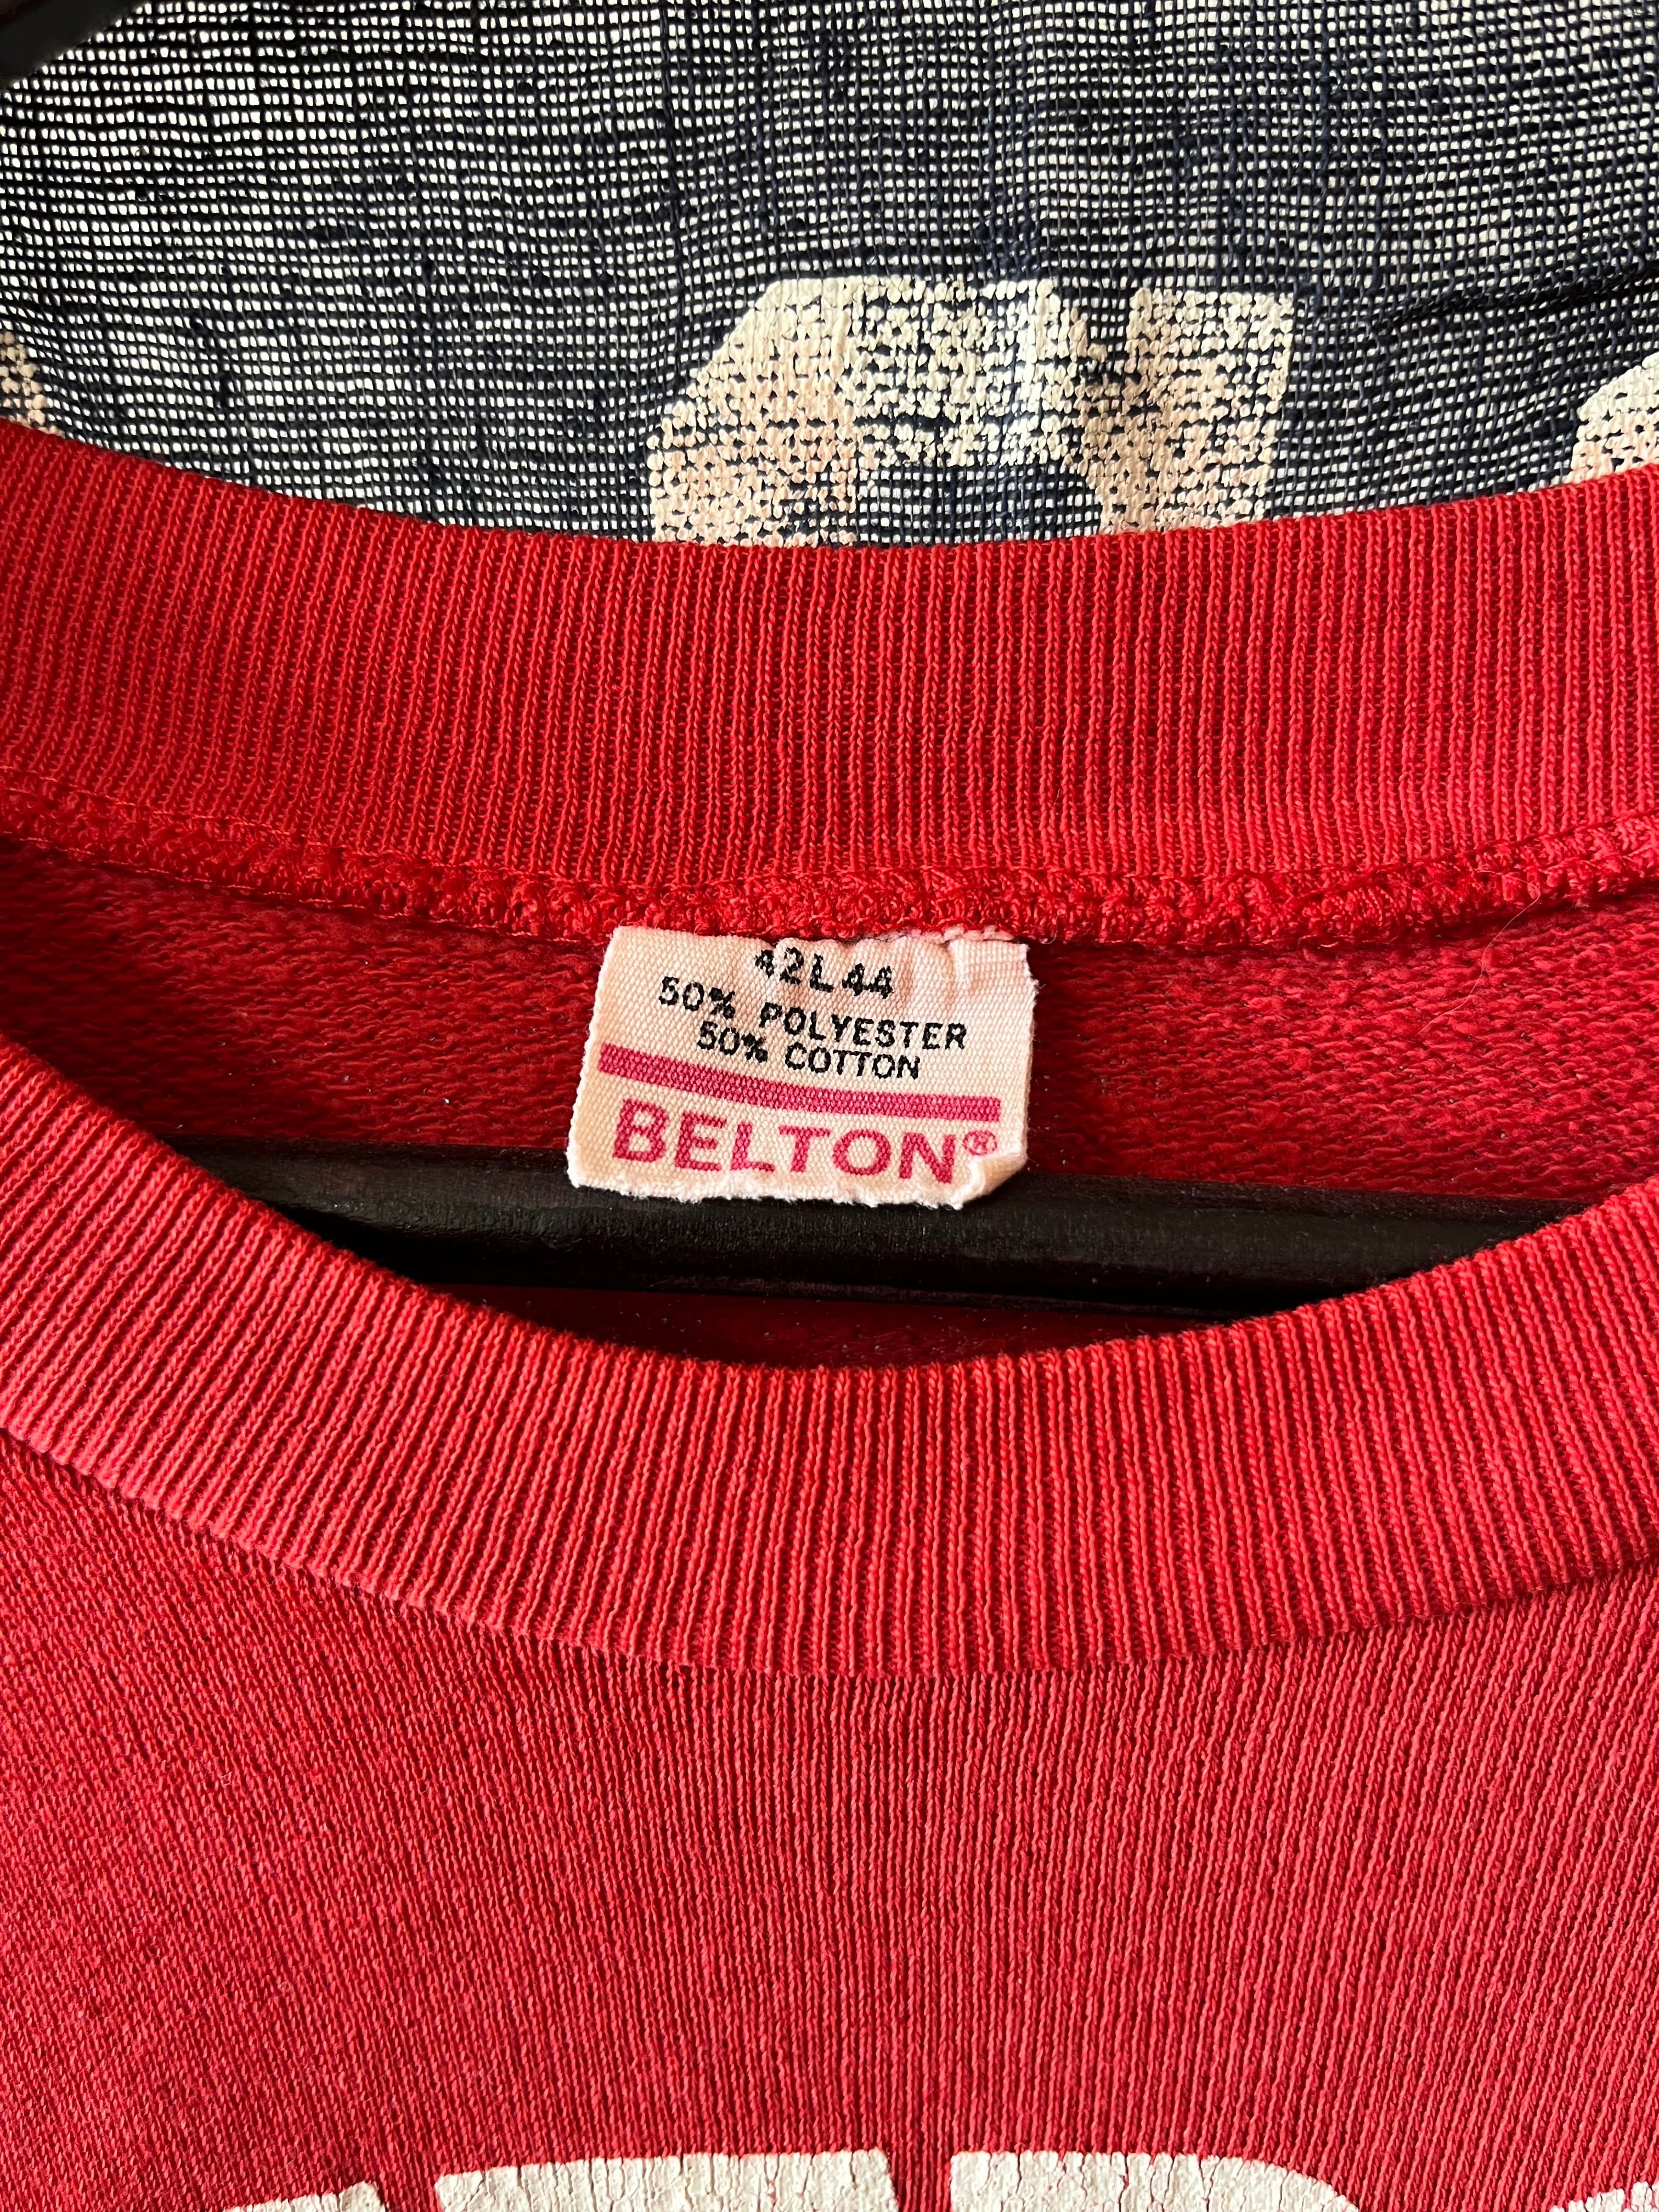 42L44
50% POLYESTER
50% COTTON
BELTON®